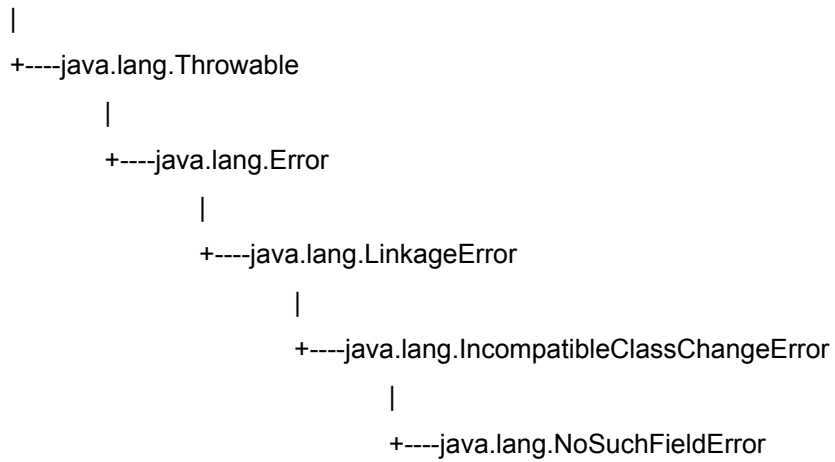 |
+----java.lang.Throwable
|
+----java.lang.Error
|
+----java.lang.LinkageError
|
+----java.lang.IncompatibleClassChangeError
|
+----java.lang.NoSuchFieldError